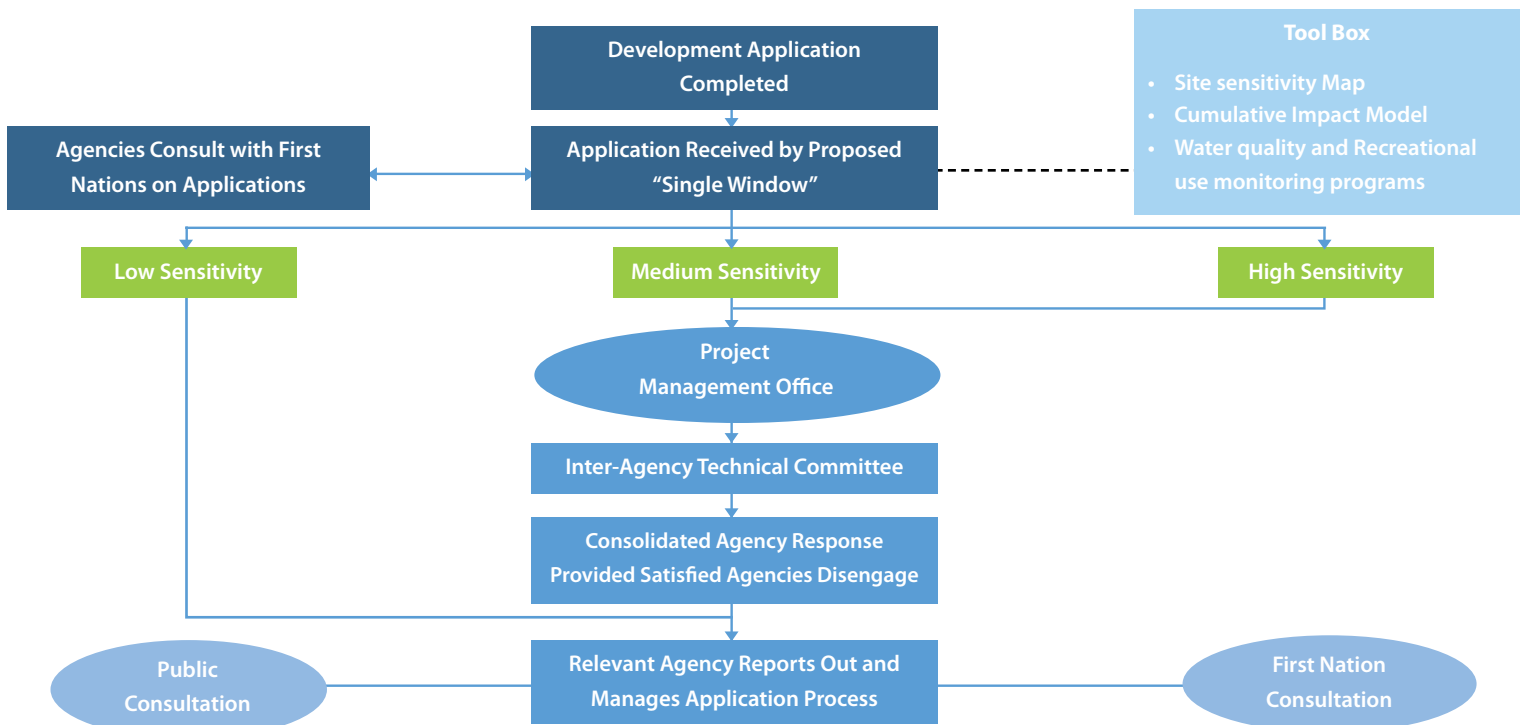 Development Application
Completed
Tool Box
• Site sensitivity Map
• Cumulative Impact Model
• Water quality and Recreational
use monitoring programs
Agencies Consult with First
Nations on Applications
Application Received by Proposed
“Single Window”
Low Sensitivity
Medium Sensitivity
High Sensitivity
Project
Management Office
Inter-Agency Technical Committee
Consolidated Agency Response
Provided Satisfied Agencies Disengage
Public
Consultation
Relevant Agency Reports Out and
Manages Application Process
First Nation
Consultation